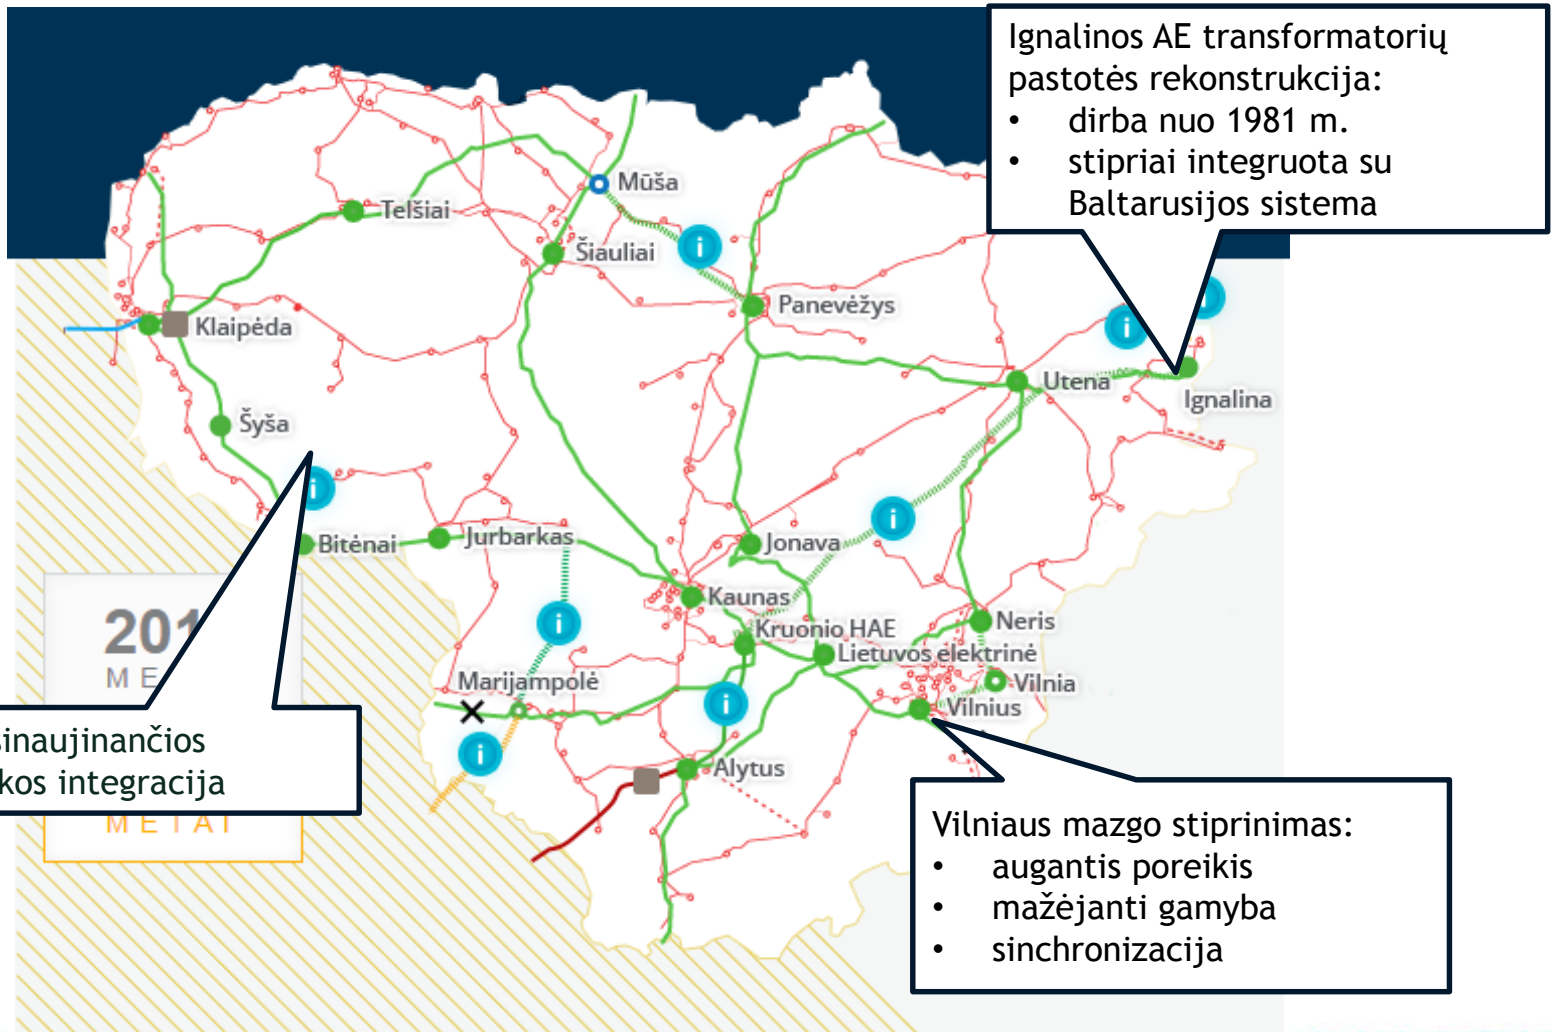 Ignalinos AE transformatorių
pastotės rekonstrukcija:
• dirba nuo 1981 m.
• stipriai integruota su
Baltarusijos sistema
Mūša
Telšiai
Šiauliai
i
i
Panevėžys
Klaipėda
i
Utena
Ignalina
Šyša
i
i
Bitėnai
Jurbarkas
Jonava
Kaunas
i
Kruonio HAE
Neris
Lietuvos elektrinė
Marijampolė
Vilnia
i
Vilnius
i
Alytus
METAI
Vilniaus mazgo stiprinimas:
• augantis poreikis
• mažėjanti gamyba
• sinchronizacija
integracija